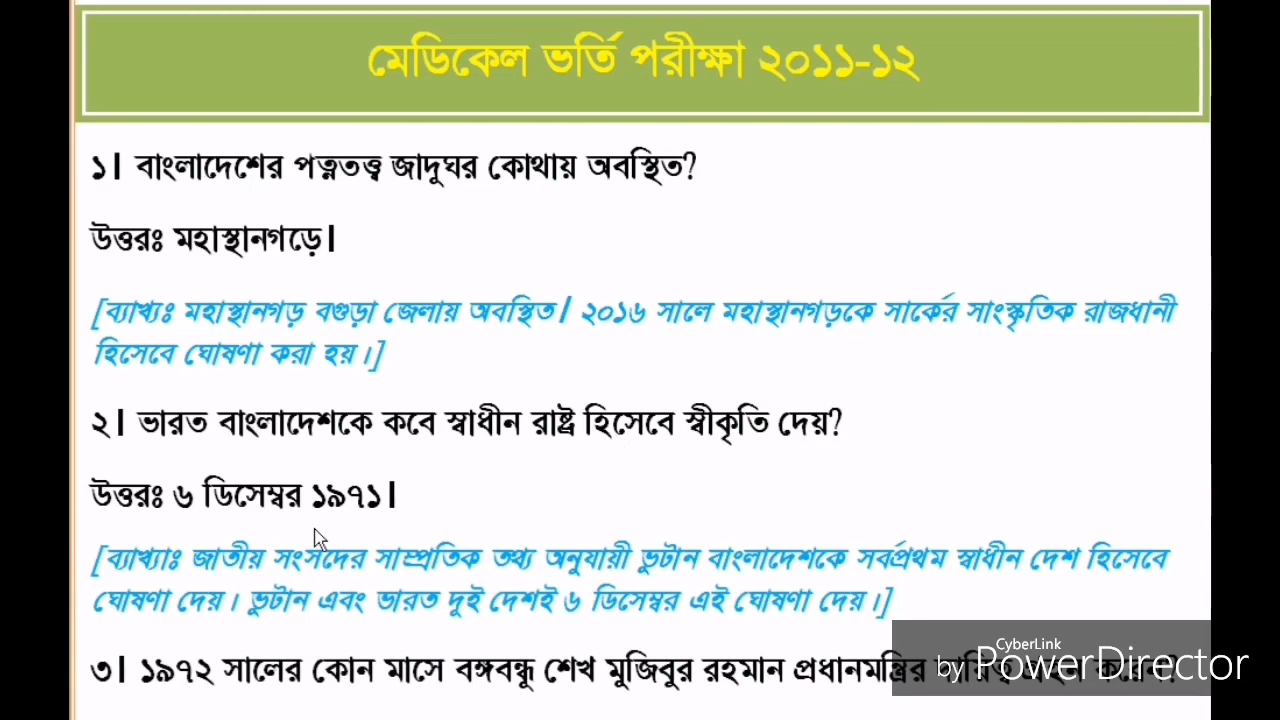 মেডিকেল ভর্তি পরীক্ষা ২০১১-১২
১। বাংলাদেশের পত্নতত্ত্ব জাদুঘর কোথায় অবস্থিত?
উত্তরঃ মহাস্থানগড়ে।
[ব্যাখ্যঃ মহাস্থানগড় বগুড়া জেলায় অবস্থিত। ২০১৬ সালে মহাস্থানগড়কে সার্কের সাংস্কৃতিক রাজধানী
হিসেবে ঘোষণা করা হয়।]
২। ভারত বাংলাদেশকে কবে স্বাধীন রাষ্ট্র হিসেবে স্বীকৃতি দেয়?
উত্তরঃ ৬ ডিসেম্বর ১৯৭১।
[ব্যাখ্যাঃ জাতীয় সংসদের সাম্প্রতিক তথ্য অনুযায়ী ভুটান বাংলাদেশকে সর্বপ্রথম স্বাধীন দেশ হিসেবে
ঘোষণা দেয়। ভুটান এবং ভারত দুই দেশই ৬ ডিসেম্বর এই ঘোষণা দেয়।]
৩। ১৯৭২ সালের কোন মাসে বঙ্গবন্ধু শেখ মুজিবুর রহমান প্রধানমন্ত্রির
CyberLink
by PowerDirector